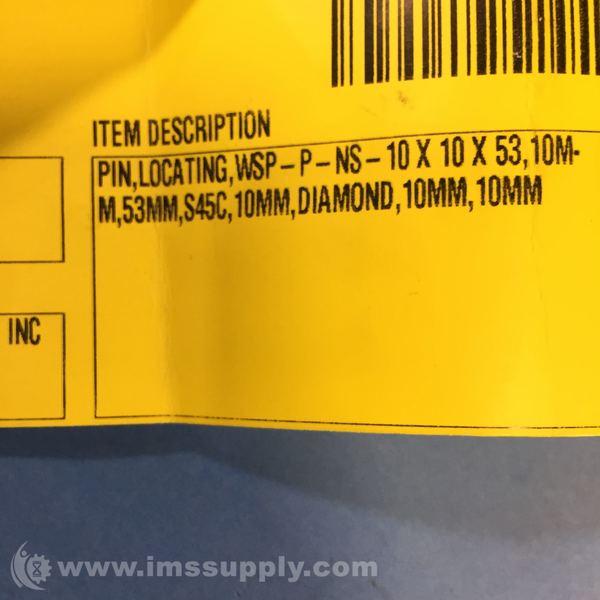 ITEM DESCRIPTION
PIN,LOCATING,WSP-P-NS-10 X 10 X 53,10M-
M,53MM,S45C,10MM,DIAMOND,10MM,10MM
INC
www.imssupply.com